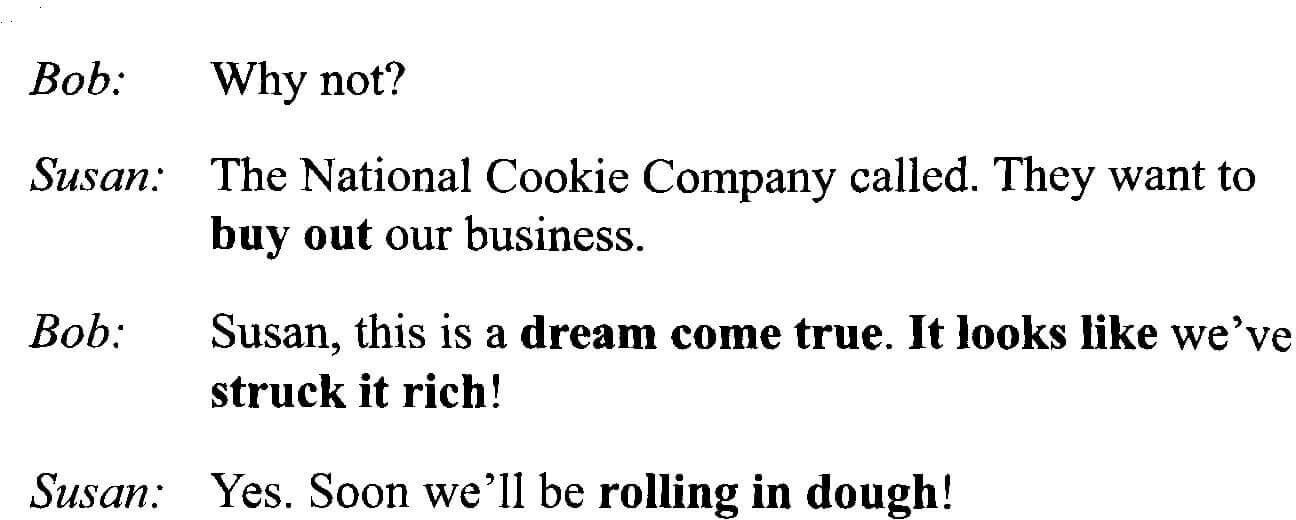 Bob: Why not?
Susan: The National Cookie Company called. They want to
buy out our business.
Bob: Susan, this is a dream come true. It looks like we've
struck it rich!
Susan: Yes. Soon we'll be rolling in dough!